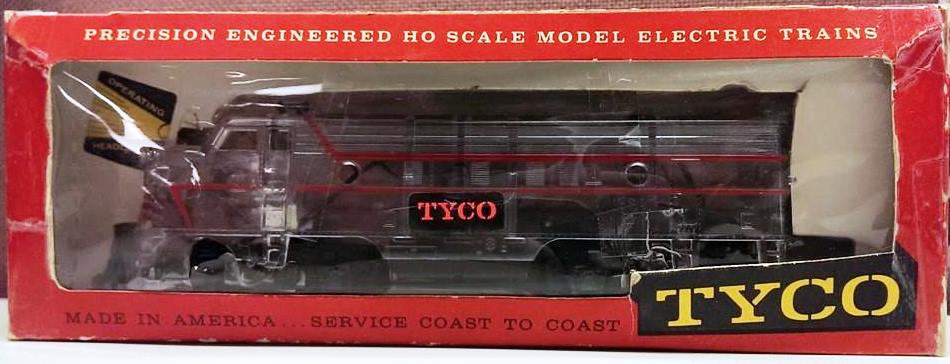 PRECISION ENGINEERED HO SCALE MODEL ELECTRIC TRAINS
OPERATING
TYCO
TYCO
MADE IN AMERICA...SERVICE COAST TO COAST